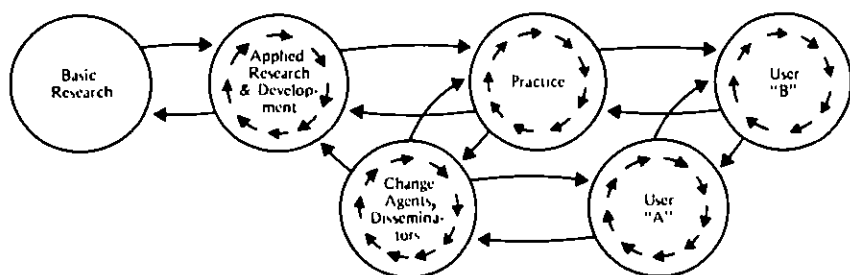 Basic
Research
Applied
Research
& Develop-
ment
Practice
User
"B"
Change
Agents,
Dissemina-
tors
User
"A"